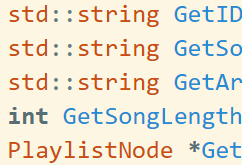 std::string GetID
std::string GetSo
std::string GetAr
int GetSongLength
PlaylistNode *Get